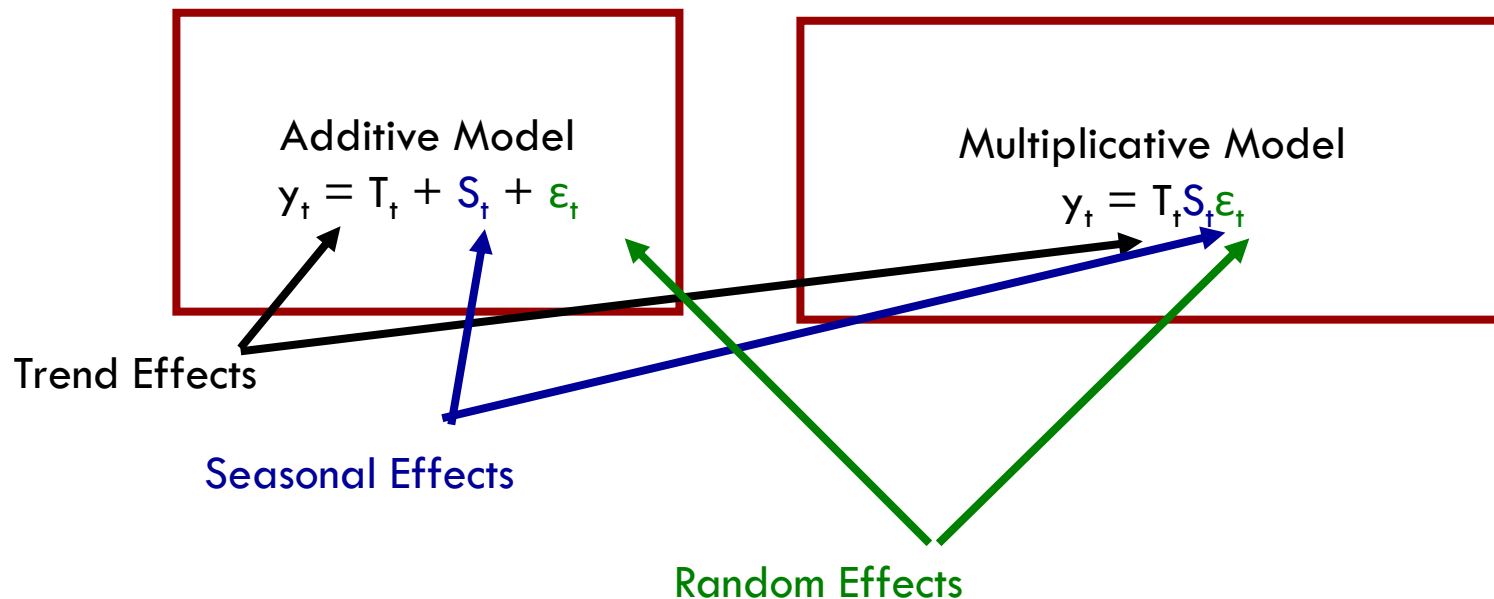 Additive Model
yₜ = Tₜ + Sₜ + εₜ
Multiplicative Model
yₜ = TₜSₜεₜ
Trend Effects
Seasonal Effects
Random Effects